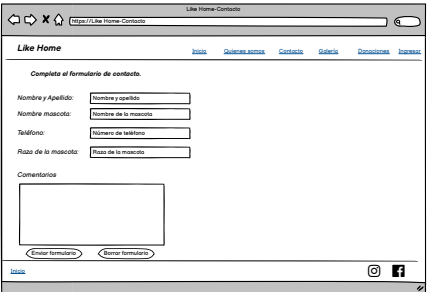 Like Home-Contacto
https://Like Home-Contacto
Like Home
Inicio Quienes somos Contacto Galería Donaciones Ingresar
Completa el formulario de contacto.
Nombre y Apellido: Nombre y apellido
Nombre mascota: Nombre de la mascota
Teléfono: Número de teléfono
Raza de la mascota: Raza de la mascota
Comentarios
Enviar formulario Borrar formulario
Inicio